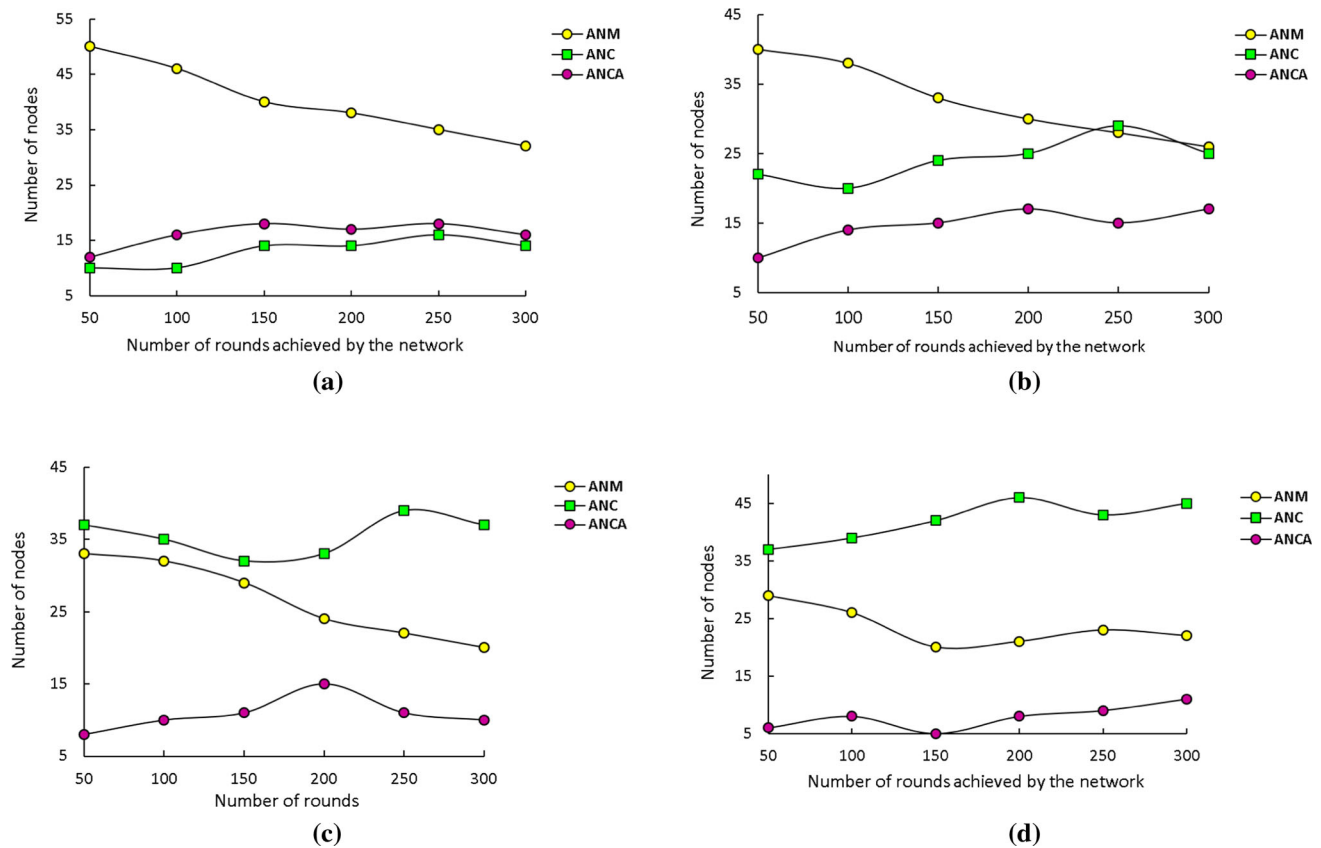 55
45
35
25
15
5
Number of nodes
50 100 150 200 250 300
Number of rounds achieved by the network
ANM
ANC
ANCA
(a)
45
35
25
15
5
Number of nodes
50 100 150 200 250 300
Number of rounds achieved by the network
ANM
ANC
ANCA
(b)
45
35
25
15
5
Number of nodes
50 100 150 200 250 300
Number of rounds
ANM
ANC
ANCA
(c)
45
35
25
15
5
Number of nodes
50 100 150 200 250 300
Number of rounds achieved by the network
ANM
ANC
ANCA
(d)